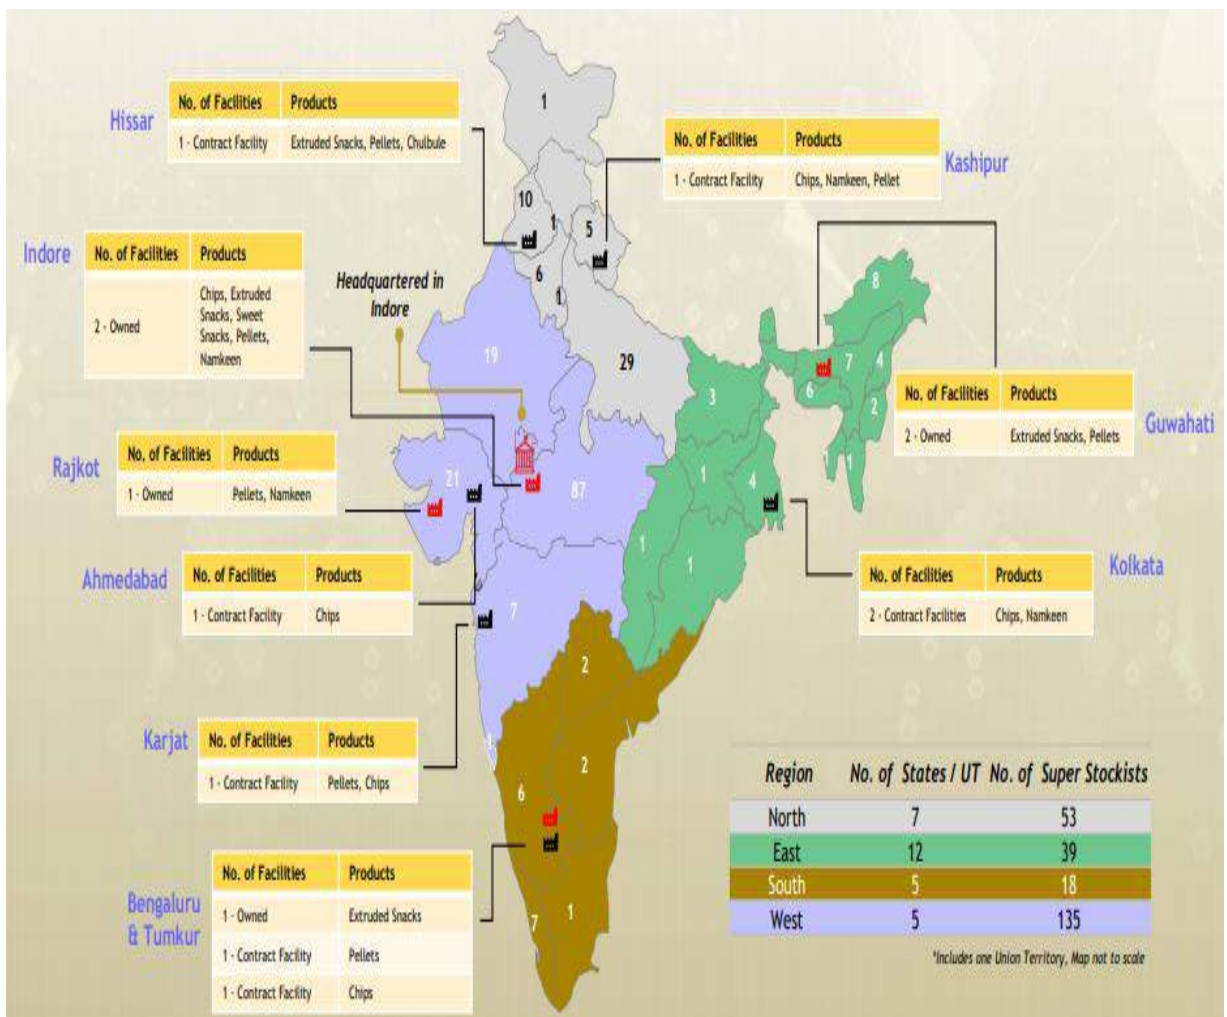 Hissar
No. of Facilities Products
1 - Contract Facility Extruded Snacks, Pellets, Chulbule
No. of Facilities Products
1 - Contract Facility Chips, Namkeen, Pellet
Kashipur
Indore
No. of Facilities Products
2 - Owned
Chips, Extruded
Snacks, Sweet
Snacks, Pellets,
Namkeen
Headquartered in
Indore
Rajkot
No. of Facilities Products
1 - Owned Pellets, Namkeen
No. of Facilities Products
2 - Owned Extruded Snacks, Pellets
Guwahati
Ahmedabad
No. of Facilities Products
1 - Contract Facility Chips
No. of Facilities Products
2 - Contract Facilities Chips, Namkeen
Kolkata
Karjat
No. of Facilities Products
1 - Contract Facility Pellets, Chips
Bengaluru
& Tumkur
No. of Facilities Products
1 - Owned Extruded Snacks
1 - Contract Facility Pellets
1 - Contract Facility Chips
1
10
1
5
6
1
29
19
21
87
7
8
7
4
6
2
1
3
1
4
1
1
2
2
6
7
1
Region No. of States / UT No. of Super Stockists
North 7 53
East 12 39
South 5 18
West 5 135
*Includes one Union Territory, Map not to scale